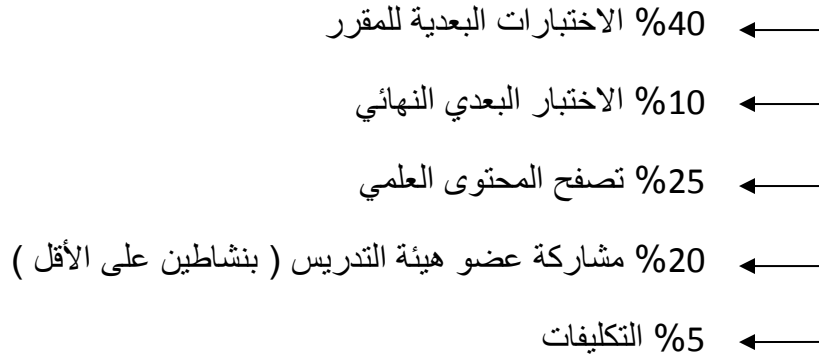 %40 الاختبارات البعدية للمقرر
%10 الاختبار البعدي النهائي
%25 تصفح المحتوى العلمي
%20 مشاركة عضو هيئة التدريس ( بنشاطين على الأقل )
%5 التكليفات